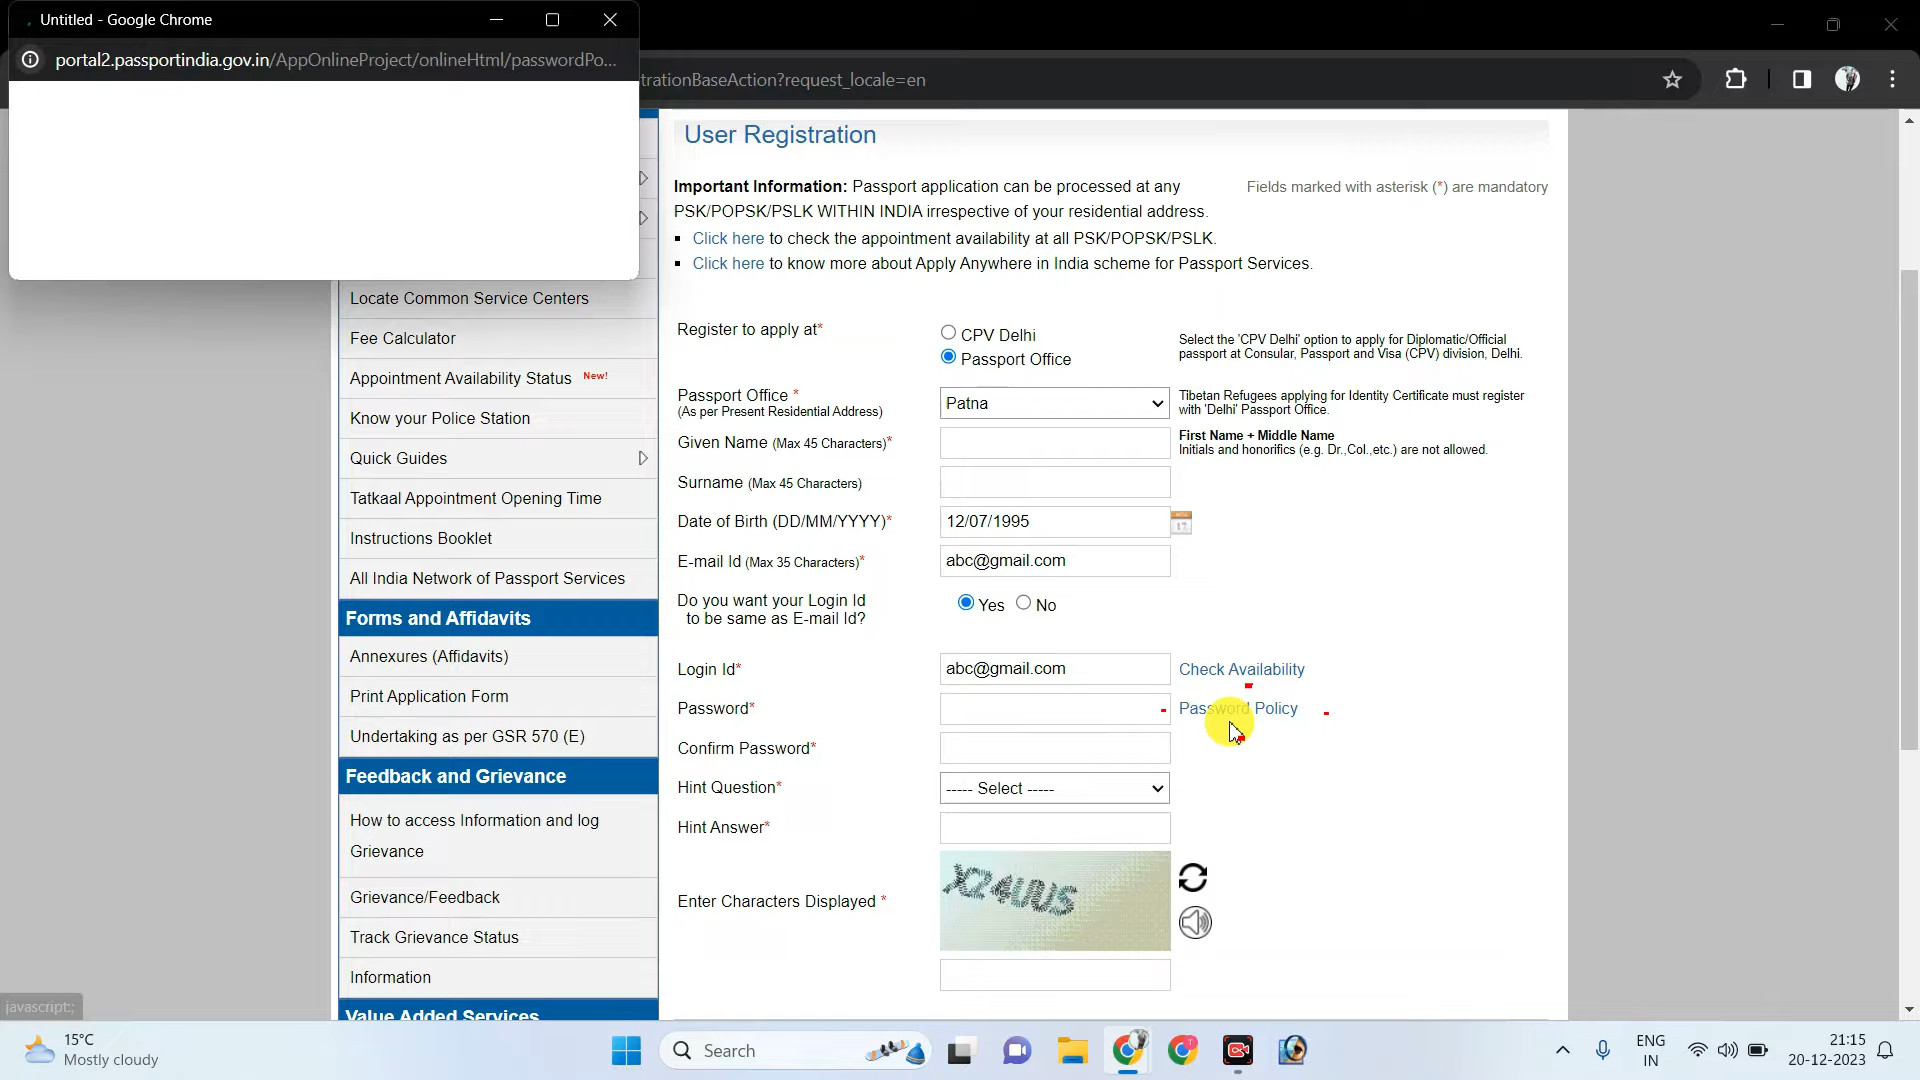 Untitled - Google Chrome
portal2.passportindia.gov.in/AppOnlineProject/onlineHtml/passwordPo...
trationBaseAction?request_locale=en
User Registration
Important Information: Passport application can be processed at any
PSK/POPSK/PSLK WITHIN INDIA irrespective of your residential address.
Fields marked with asterisk (*) are mandatory
Click here to check the appointment availability at all PSK/POPSK/PSLK.
Click here to know more about Apply Anywhere in India scheme for Passport Services.
Locate Common Service Centers
Fee Calculator
Appointment Availability Status New!
Know your Police Station
Quick Guides
Tatkaal Appointment Opening Time
Instructions Booklet
All India Network of Passport Services
Forms and Affidavits
Annexures (Affidavits)
Print Application Form
Undertaking as per GSR 570 (E)
Feedback and Grievance
How to access Information and log
Grievance
Grievance/Feedback
Track Grievance Status
Information
Value Added Services
Register to apply at*
CPV Delhi
Passport Office
Select the 'CPV Delhi' option to apply for Diplomatic/Official
passport at Consular, Passport and Visa (CPV) division, Delhi.
Passport Office *
(As per Present Residential Address)
Patna
Tibetan Refugees applying for Identity Certificate must register
with 'Delhi' Passport Office.
Given Name (Max 45 Characters)*
First Name + Middle Name
Initials and honorifics (e.g. Dr.,Col.,etc.) are not allowed.
Surname (Max 45 Characters)
Date of Birth (DD/MM/YYYY)*
12/07/1995
E-mail Id (Max 35 Characters)*
abc@gmail.com
Do you want your Login Id
to be same as E-mail Id?
Yes No
Login Id*
abc@gmail.com
Check Availability
Password*
Password Policy
Confirm Password*
Hint Question*
----- Select -----
Hint Answer*
Enter Characters Displayed *
javascript:;
15°C
Mostly cloudy
Search
ENG
IN
21:15
20-12-2023